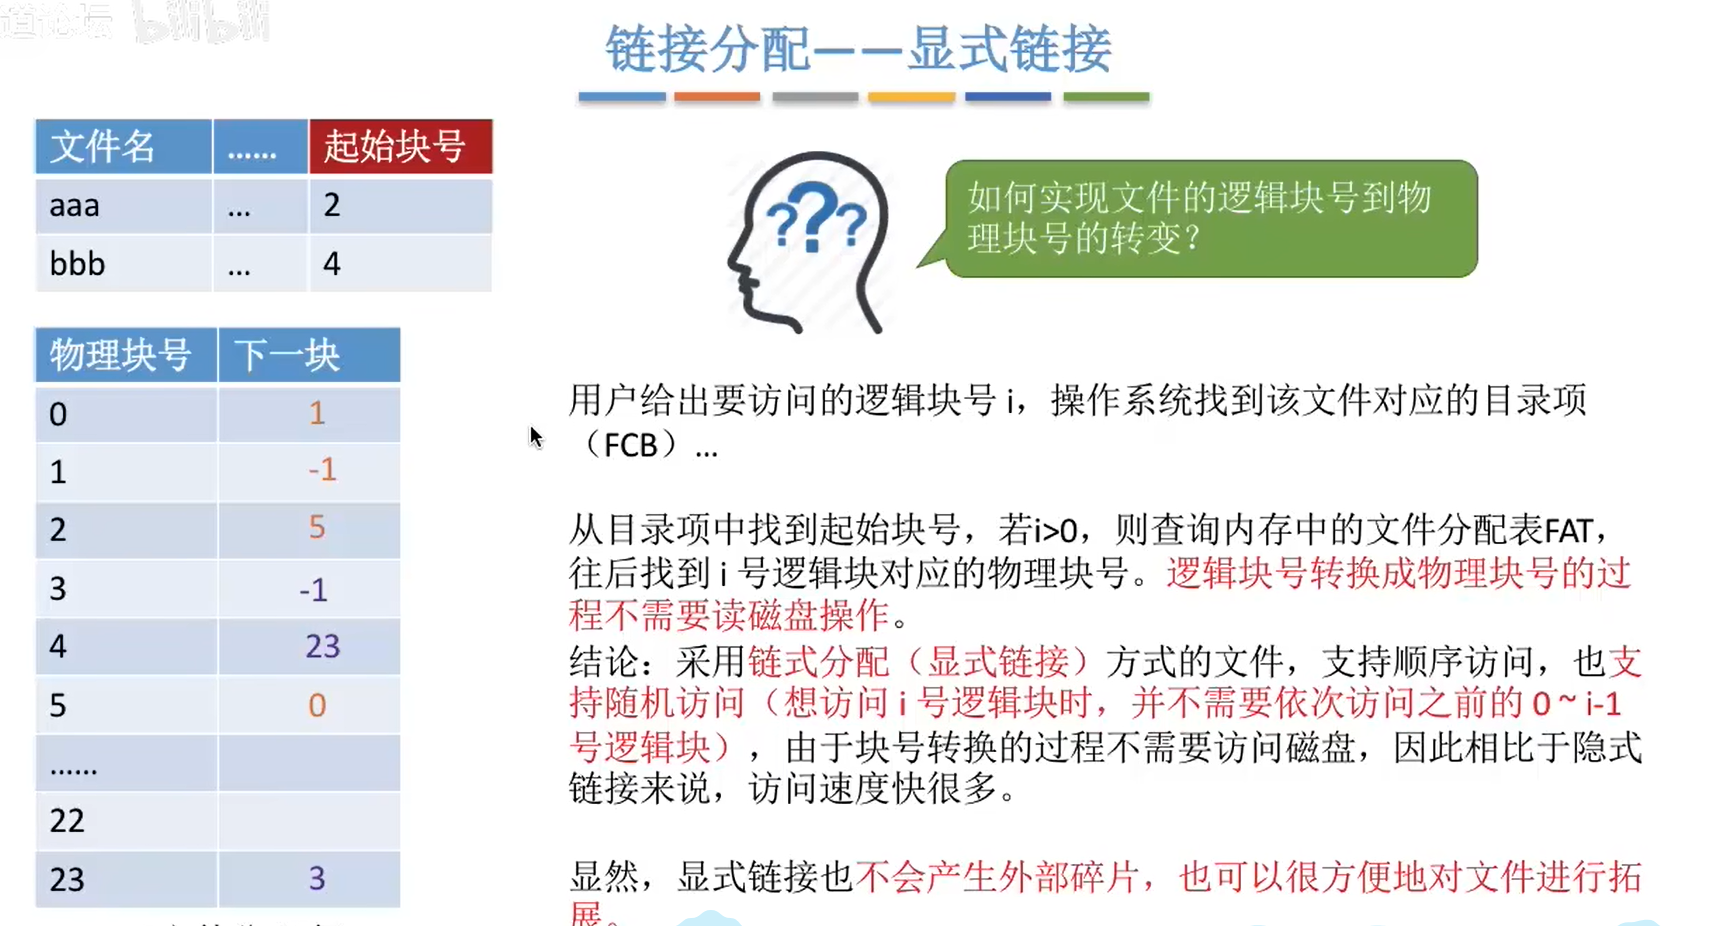 道论坛 bilibili
链接分配——显式链接
文件名 ...... 起始块号
aaa ... 2
bbb ... 4
如何实现文件的逻辑块号到物
理块号的转变?
???
物理块号 下一块
0 1
1 -1
2 5
3 -1
4 23
5 0
......
22
23 3
用户给出要访问的逻辑块号 i，操作系统找到该文件对应的目录项
（FCB）...
从目录项中找到起始块号，若i>0，则查询内存中的文件分配表FAT，
往后找到 i 号逻辑块对应的物理块号。逻辑块号转换成物理块号的过
程不需要读磁盘操作。
结论：采用链式分配（显式链接）方式的文件，支持顺序访问，也支
持随机访问（想访问 i 号逻辑块时，并不需要依次访问之前的 0 ~ i-1
号逻辑块），由于块号转换的过程不需要访问磁盘，因此相比于隐式
链接来说，访问速度快很多。
显然，显式链接也不会产生外部碎片，也可以很方便地对文件进行拓
展。